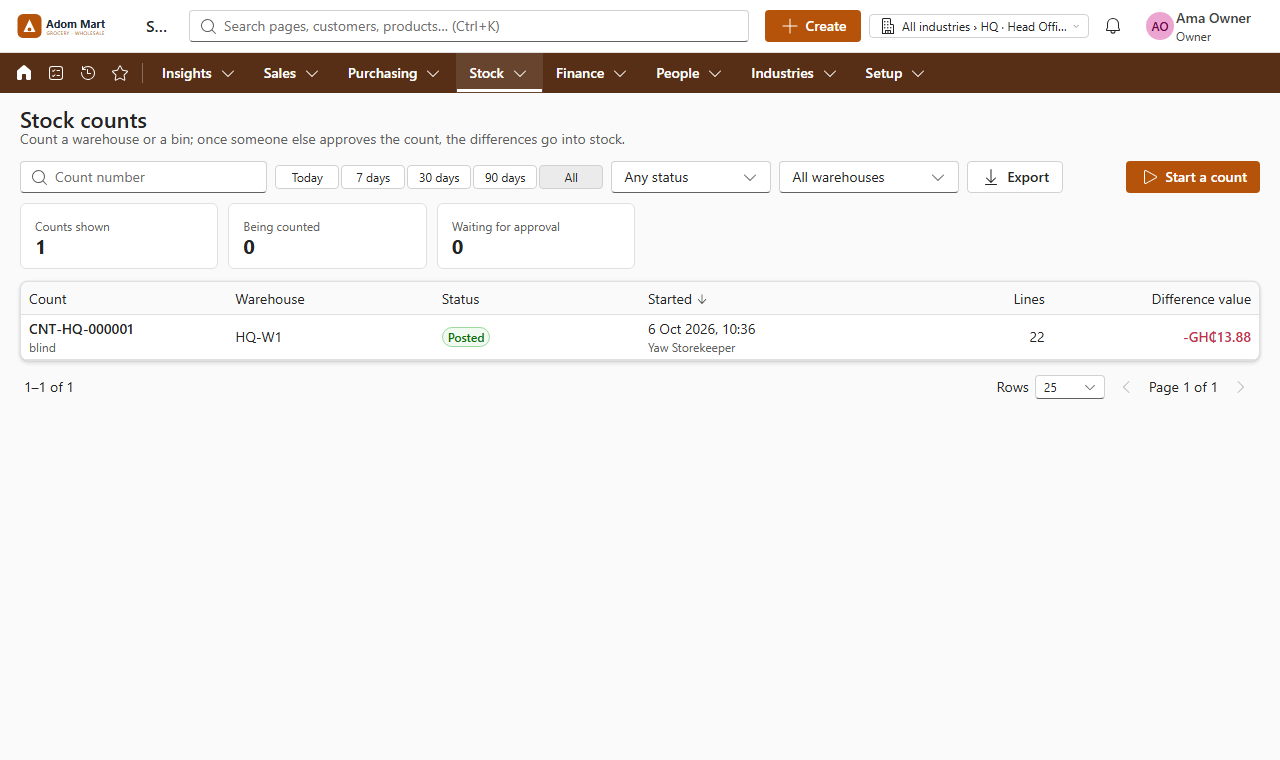 Adom Mart
GROCERY · WHOLESALE
S...
Search pages, customers, products... (Ctrl+K)
Create
All industries › HQ · Head Offi...
AO
Ama Owner
Owner
Insights
Sales
Purchasing
Stock
Finance
People
Industries
Setup
Stock counts
Count a warehouse or a bin; once someone else approves the count, the differences go into stock.
Count number
Today
7 days
30 days
90 days
All
Any status
All warehouses
Export
Start a count
Counts shown
1
Being counted
0
Waiting for approval
0
Count Warehouse Status Started Lines Difference value
CNT-HQ-000001
blind
HQ-W1
Posted
6 Oct 2026, 10:36
Yaw Storekeeper
22
-GH₵13.88
1–1 of 1
Rows 25
Page 1 of 1